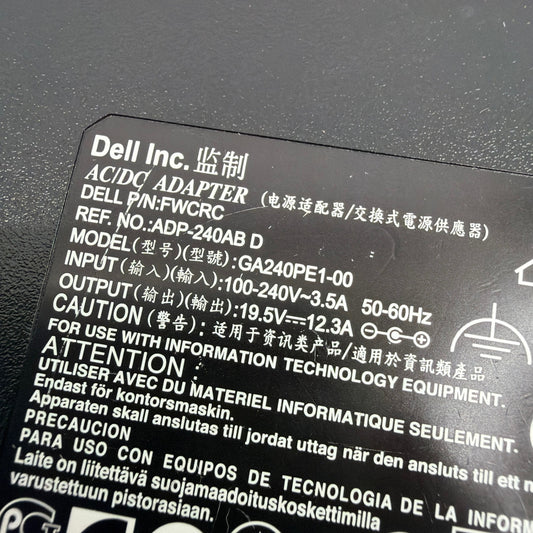 Dell Inc. 监制
AC/DC ADAPTER (电源适配器/交換式電源供應器)
DELL P/N:FWCRC
REF. NO.:ADP-240AB D
MODEL(型号)(型號):GA240PE1-00
INPUT(输入)(輸入):100-240V~3.5A 50-60Hz
OUTPUT(输出)(輸出):19.5V⎓12.3A
CAUTION (警告): 适用于资讯类产品/適用於資訊類產品
FOR USE WITH INFORMATION TECHNOLOGY EQUIPMENT.
ATTENTION :
UTILISER AVEC DU MATERIEL INFORMATIQUE SEULEMENT.
Endast för kontorsmaskin.
Apparaten skall anslutas till jordat uttag när den ansluts till ett n
PRECAUCION
PARA USO CON EQUIPOS DE TECNOLOGIA DE LA INFORM
Laite on liitettävä suojamaadoituskoskettimilla
varustettuun pistorasiaan.